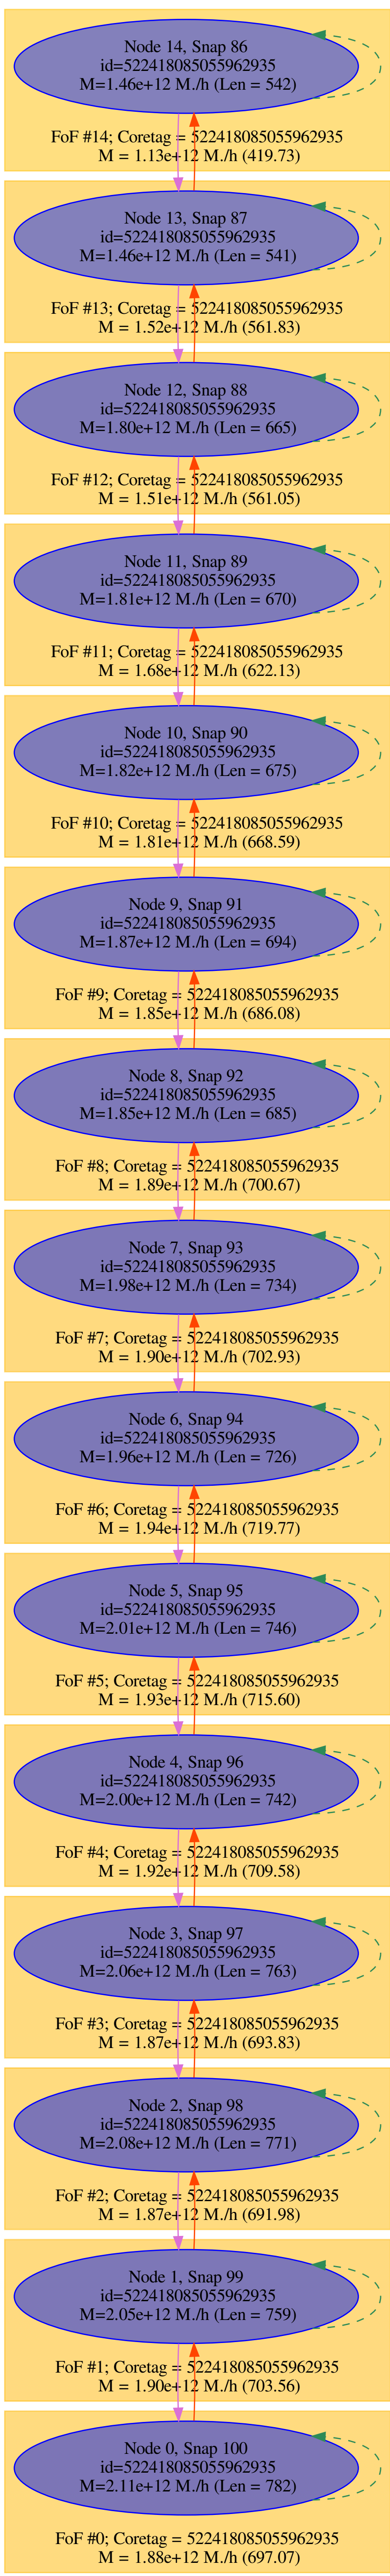 Node 14, Snap 86
id=522418085055962935
M=1.46e+12 M./h (Len = 542)
FoF #14; Coretag = 522418085055962935
M = 1.13e+12 M./h (419.73)
Node 13, Snap 87
id=522418085055962935
M=1.46e+12 M./h (Len = 541)
FoF #13; Coretag = 522418085055962935
M = 1.52e+12 M./h (561.83)
Node 12, Snap 88
id=522418085055962935
M=1.80e+12 M./h (Len = 665)
FoF #12; Coretag = 522418085055962935
M = 1.51e+12 M./h (561.05)
Node 11, Snap 89
id=522418085055962935
M=1.81e+12 M./h (Len = 670)
FoF #11; Coretag = 522418085055962935
M = 1.68e+12 M./h (622.13)
Node 10, Snap 90
id=522418085055962935
M=1.82e+12 M./h (Len = 675)
FoF #10; Coretag = 522418085055962935
M = 1.81e+12 M./h (668.59)
Node 9, Snap 91
id=522418085055962935
M=1.87e+12 M./h (Len = 694)
FoF #9; Coretag = 522418085055962935
M = 1.85e+12 M./h (686.08)
Node 8, Snap 92
id=522418085055962935
M=1.85e+12 M./h (Len = 685)
FoF #8; Coretag = 522418085055962935
M = 1.89e+12 M./h (700.67)
Node 7, Snap 93
id=522418085055962935
M=1.98e+12 M./h (Len = 734)
FoF #7; Coretag = 522418085055962935
M = 1.90e+12 M./h (702.93)
Node 6, Snap 94
id=522418085055962935
M=1.96e+12 M./h (Len = 726)
FoF #6; Coretag = 522418085055962935
M = 1.94e+12 M./h (719.77)
Node 5, Snap 95
id=522418085055962935
M=2.01e+12 M./h (Len = 746)
FoF #5; Coretag = 522418085055962935
M = 1.93e+12 M./h (715.60)
Node 4, Snap 96
id=522418085055962935
M=2.00e+12 M./h (Len = 742)
FoF #4; Coretag = 522418085055962935
M = 1.92e+12 M./h (709.58)
Node 3, Snap 97
id=522418085055962935
M=2.06e+12 M./h (Len = 763)
FoF #3; Coretag = 522418085055962935
M = 1.87e+12 M./h (693.83)
Node 2, Snap 98
id=522418085055962935
M=2.08e+12 M./h (Len = 771)
FoF #2; Coretag = 522418085055962935
M = 1.87e+12 M./h (691.98)
Node 1, Snap 99
id=522418085055962935
M=2.05e+12 M./h (Len = 759)
FoF #1; Coretag = 522418085055962935
M = 1.90e+12 M./h (703.56)
Node 0, Snap 100
id=522418085055962935
M=2.11e+12 M./h (Len = 782)
FoF #0; Coretag = 522418085055962935
M = 1.88e+12 M./h (697.07)